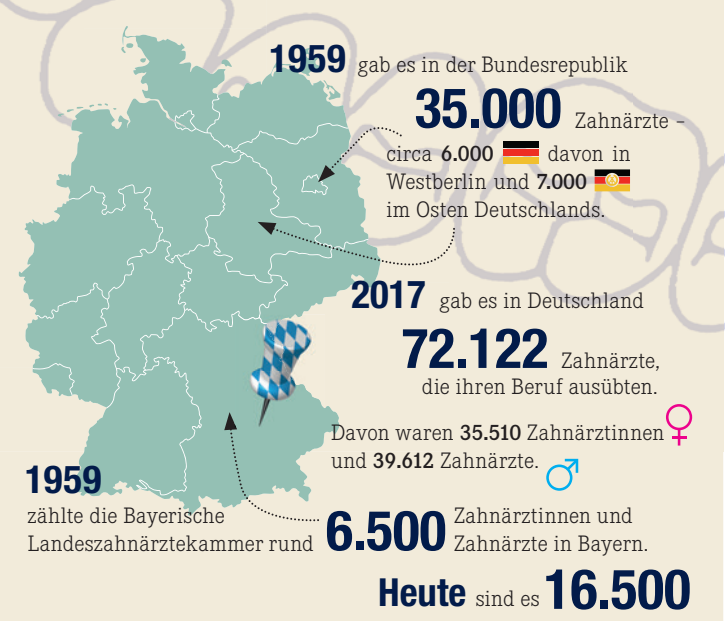 1959 gab es in der Bundesrepublik
35.000 Zahnärzte –
circa 6.000 davon in
Westberlin und 7.000
im Osten Deutschlands.
2017 gab es in Deutschland
72.122 Zahnärzte,
die ihren Beruf ausübten.
Davon waren 35.510 Zahnärztinnen
und 39.612 Zahnärzte.
1959
zählte die Bayerische
Landeszahnärztekammer rund
6.500 Zahnärztinnen und
Zahnärzte in Bayern.
Heute sind es 16.500